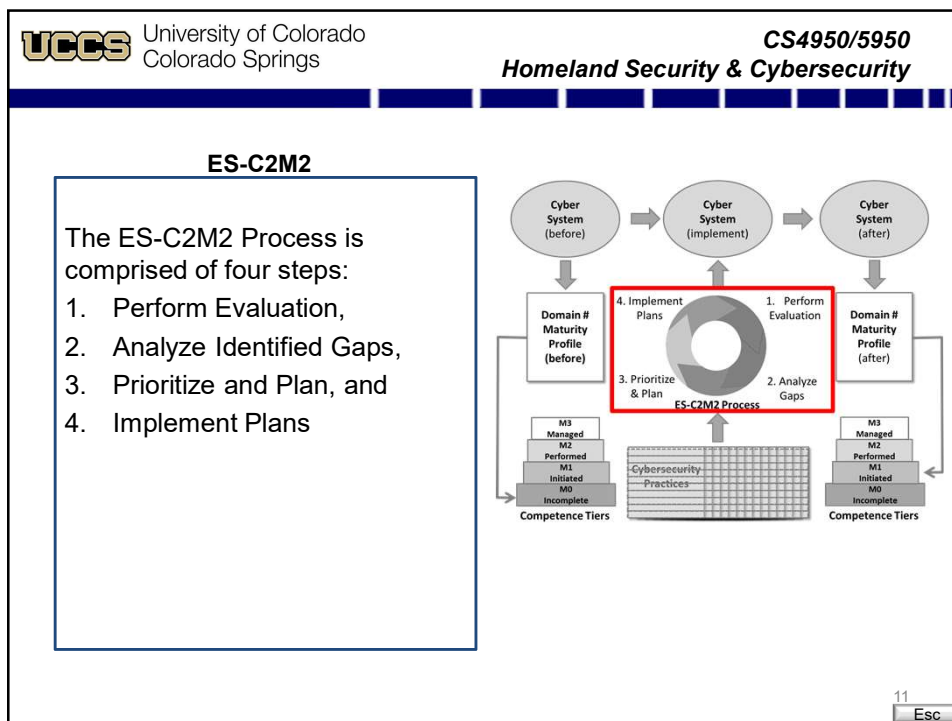 UCCS University of Colorado
Colorado Springs
CS4950/5950
Homeland Security & Cybersecurity
ES-C2M2
The ES-C2M2 Process is
comprised of four steps:
1. Perform Evaluation,
2. Analyze Identified Gaps,
3. Prioritize and Plan, and
4. Implement Plans
Cyber
System
(before)
Cyber
System
(implement)
Cyber
System
(after)
Domain #
Maturity
Profile
(before)
4. Implement
Plans
1. Perform
Evaluation
3. Prioritize
& Plan
2. Analyze
Gaps
ES-C2M2 Process
Domain #
Maturity
Profile
(after)
M3
Managed
M2
Performed
M1
Initiated
M0
Incomplete
Competence Tiers
Cybersecurity
Practices
M3
Managed
M2
Performed
M1
Initiated
M0
Incomplete
Competence Tiers
11
Esc